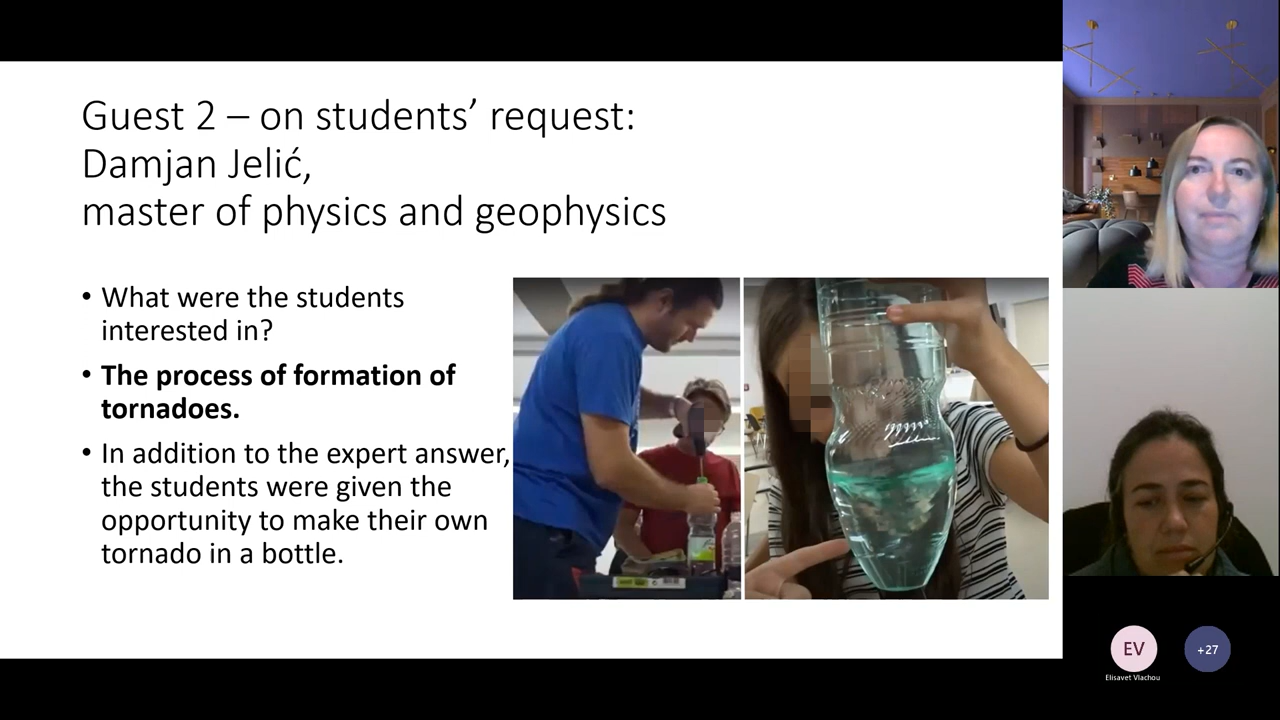 Guest 2 – on students’ request:
Damjan Jelić,
master of physics and geophysics
• What were the students
interested in?
• The process of formation of
tornadoes.
• In addition to the expert answer,
the students were given the
opportunity to make their own
tornado in a bottle.
EV
+27
Elisavet Vlachou